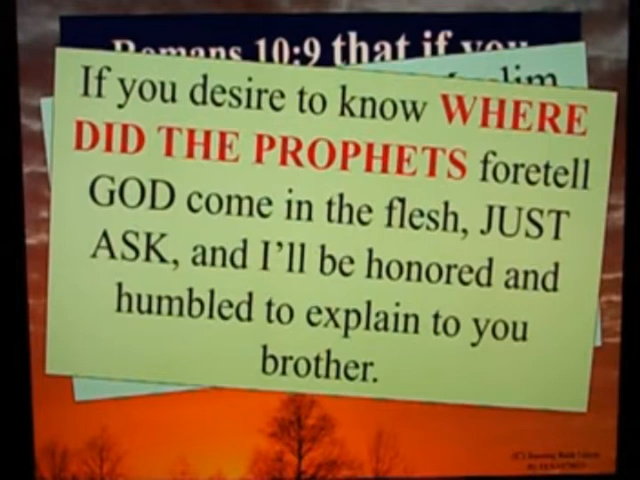 Romans 10:9 that if you
If you desire to know WHERE
DID THE PROPHETS foretell
GOD come in the flesh, JUST
ASK, and I'll be honored and
humbled to explain to you
brother.